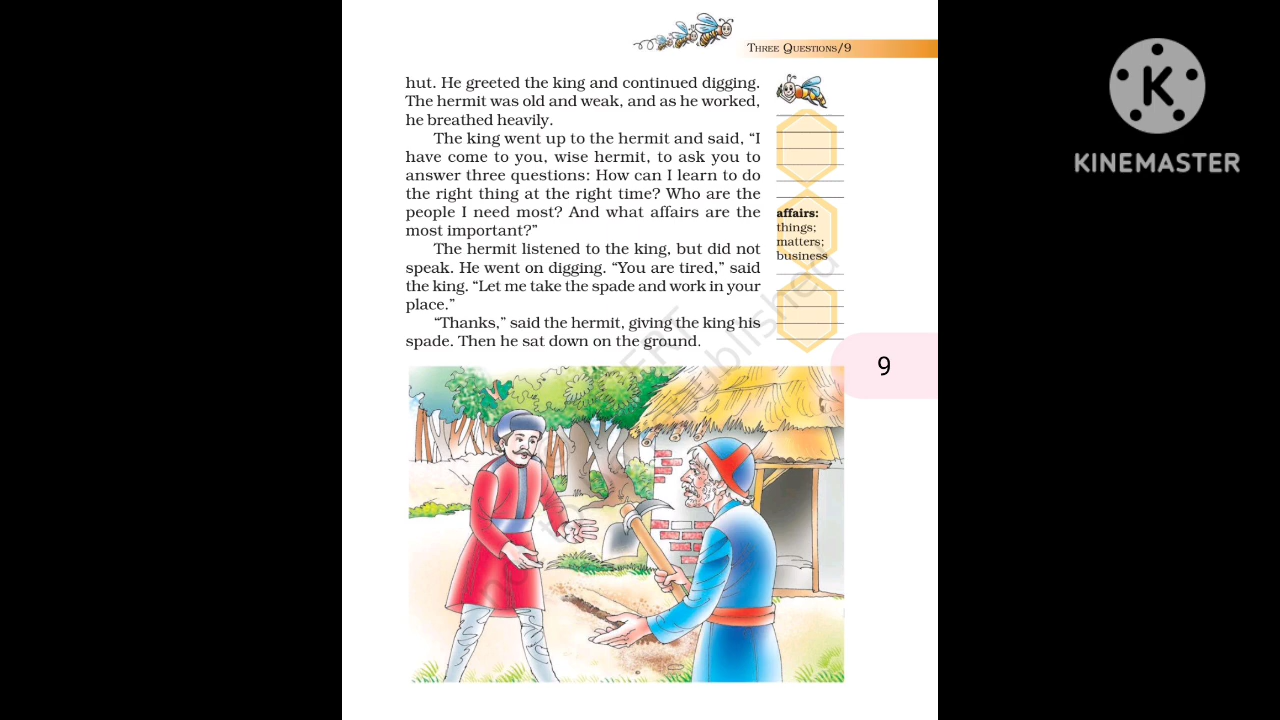 THREE QUESTIONS/9
hut. He greeted the king and continued digging.
The hermit was old and weak, and as he worked,
he breathed heavily.
The king went up to the hermit and said, “I
have come to you, wise hermit, to ask you to
answer three questions: How can I learn to do
the right thing at the right time? Who are the
people I need most? And what affairs are the
most important?”
The hermit listened to the king, but did not
speak. He went on digging. “You are tired,” said
the king. “Let me take the spade and work in your
place.”
“Thanks,” said the hermit, giving the king his
spade. Then he sat down on the ground.
affairs:
things;
matters;
business
9
K
KINEMASTER